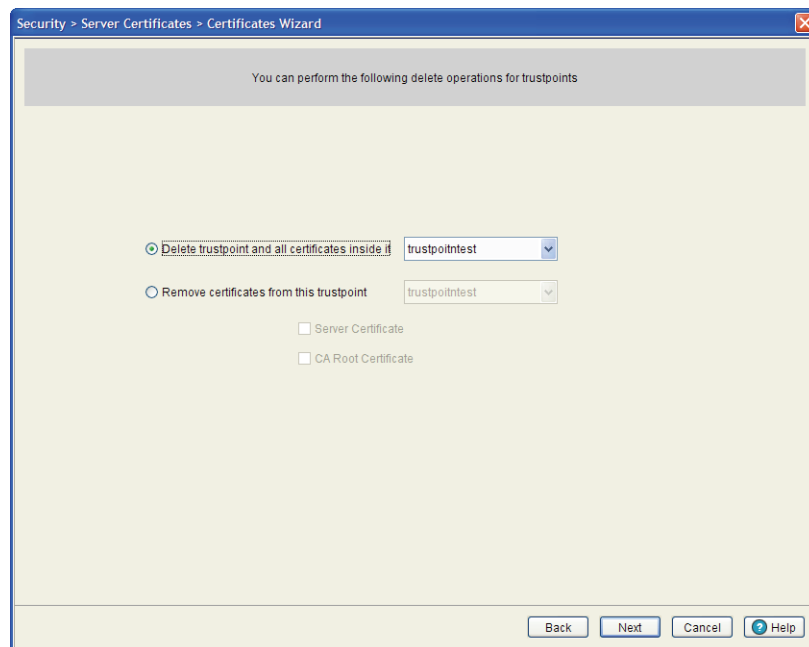 Security > Server Certificates > Certificates Wizard
You can perform the following delete operations for trustpoints
Delete trustpoint and all certificates inside it trustpoitntest
Remove certificates from this trustpoint trustpoitntest
Server Certificate
CA Root Certificate
Back Next Cancel ? Help